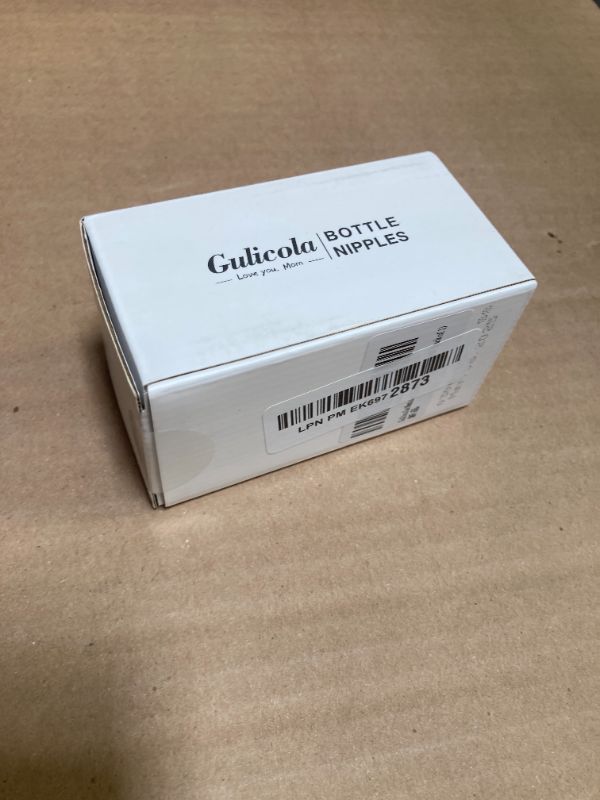 Gulicola
Love you, Mom
BOTTLE
NIPPLES
LPN PM EK697 2873